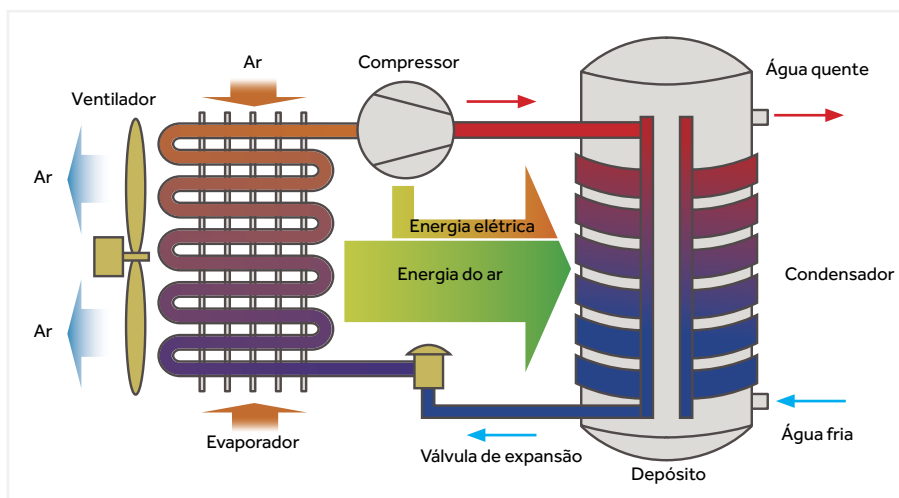 Ar
Compressor
Ventilador
Água quente
Ar
Energia elétrica
Energia do ar
Condensador
Ar
Evaporador
Válvula de expansão
Água fria
Depósito